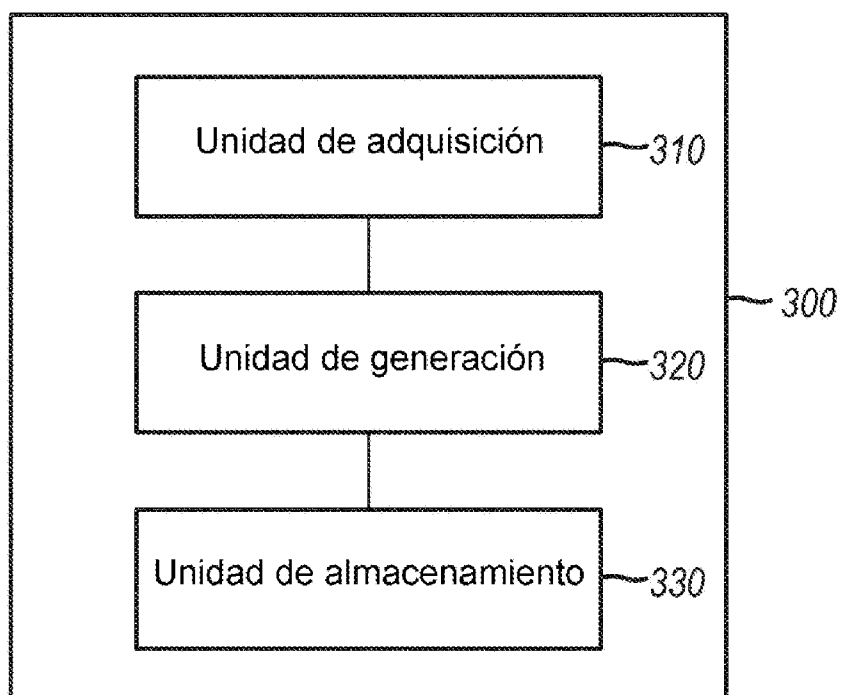 Unidad de adquisición
310
300
Unidad de generación
320
Unidad de almacenamiento
330